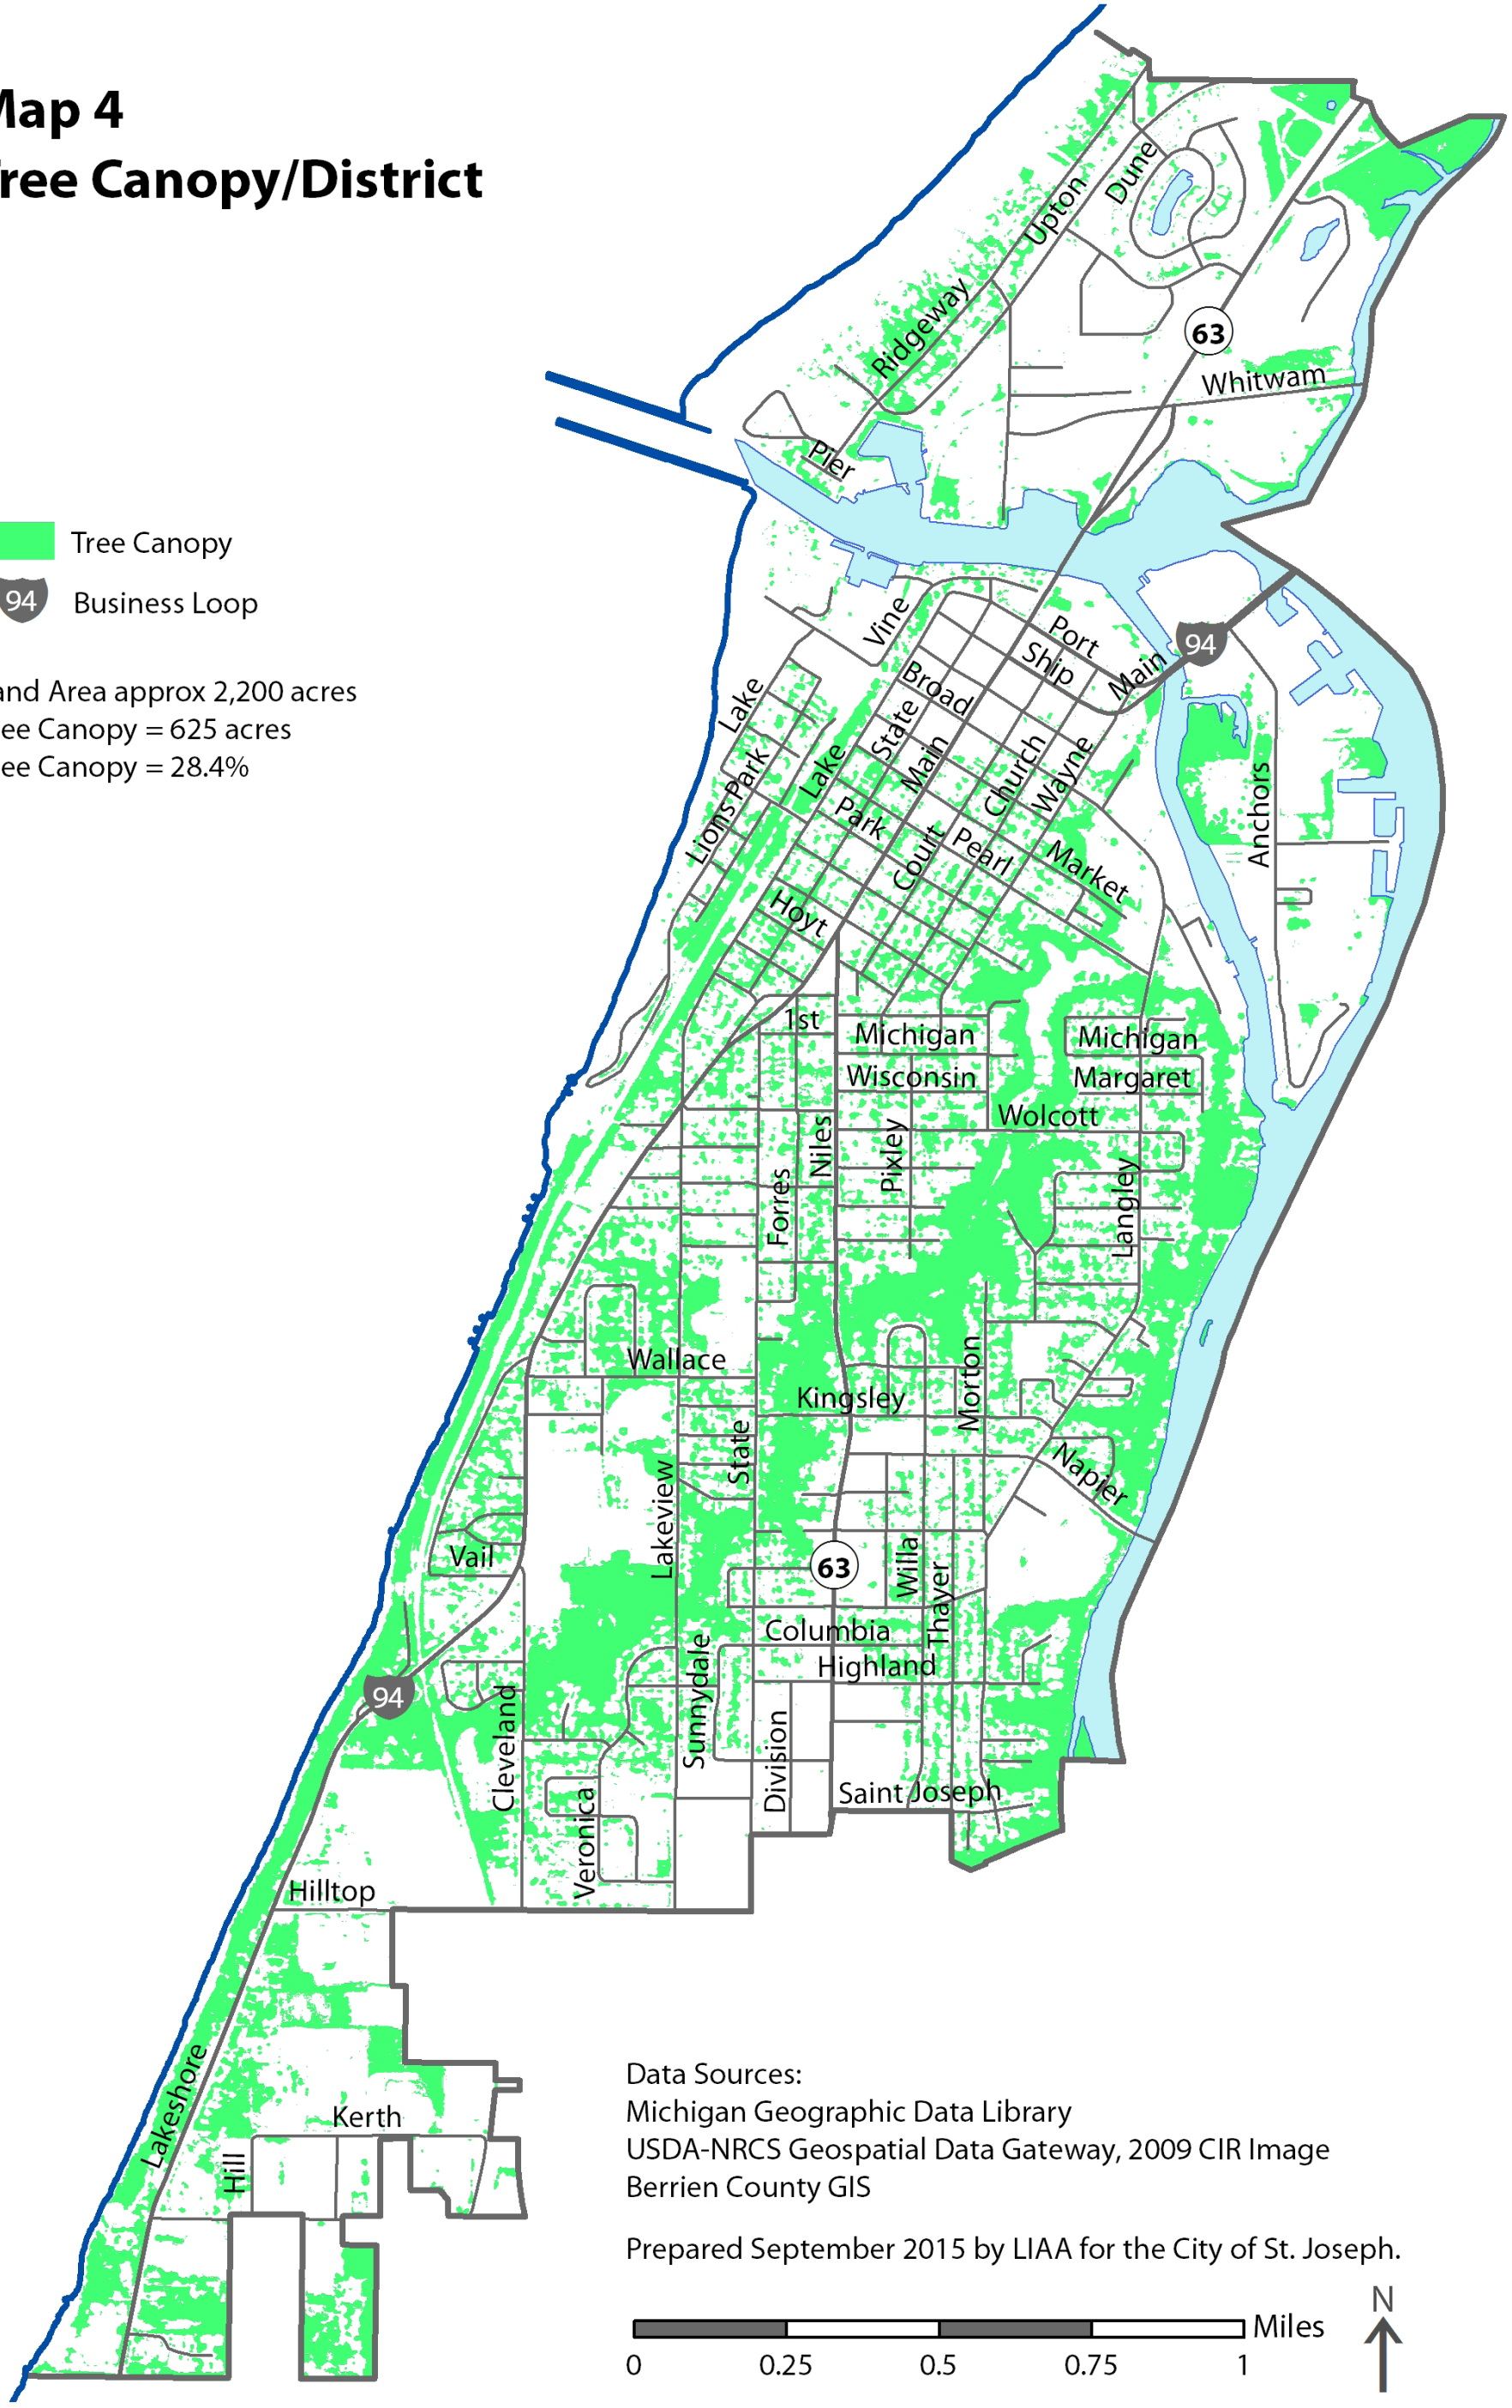 Map 4
Tree Canopy/District
Tree Canopy
94
Business Loop
and Area approx 2,200 acres
ree Canopy = 625 acres
ree Canopy = 28.4%
Upton
Dune
Ridgeway
63
Whitwam
Pier
Vine
Port
Ship
Main
94
Broad
Lake
State
Main
Church
Wayne
Lions Park
Lake
Park
Court
Pearl
Market
Anchors
Hoyt
1st
Michigan
Michigan
Wisconsin
Margaret
Wolcott
Niles
Pixley
Forres
Langley
Wallace
Kingsley
Morton
State
Lakeview
Napier
Vail
63
Willa
Thayer
Columbia
Highland
Sunnydale
94
Cleveland
Division
Saint Joseph
Veronica
Hilltop
Lakeshore
Kerth
Hill
Data Sources:
Michigan Geographic Data Library
USDA-NRCS Geospatial Data Gateway, 2009 CIR Image
Berrien County GIS
Prepared September 2015 by LIAA for the City of St. Joseph.
N
Miles
0 0.25 0.5 0.75 1